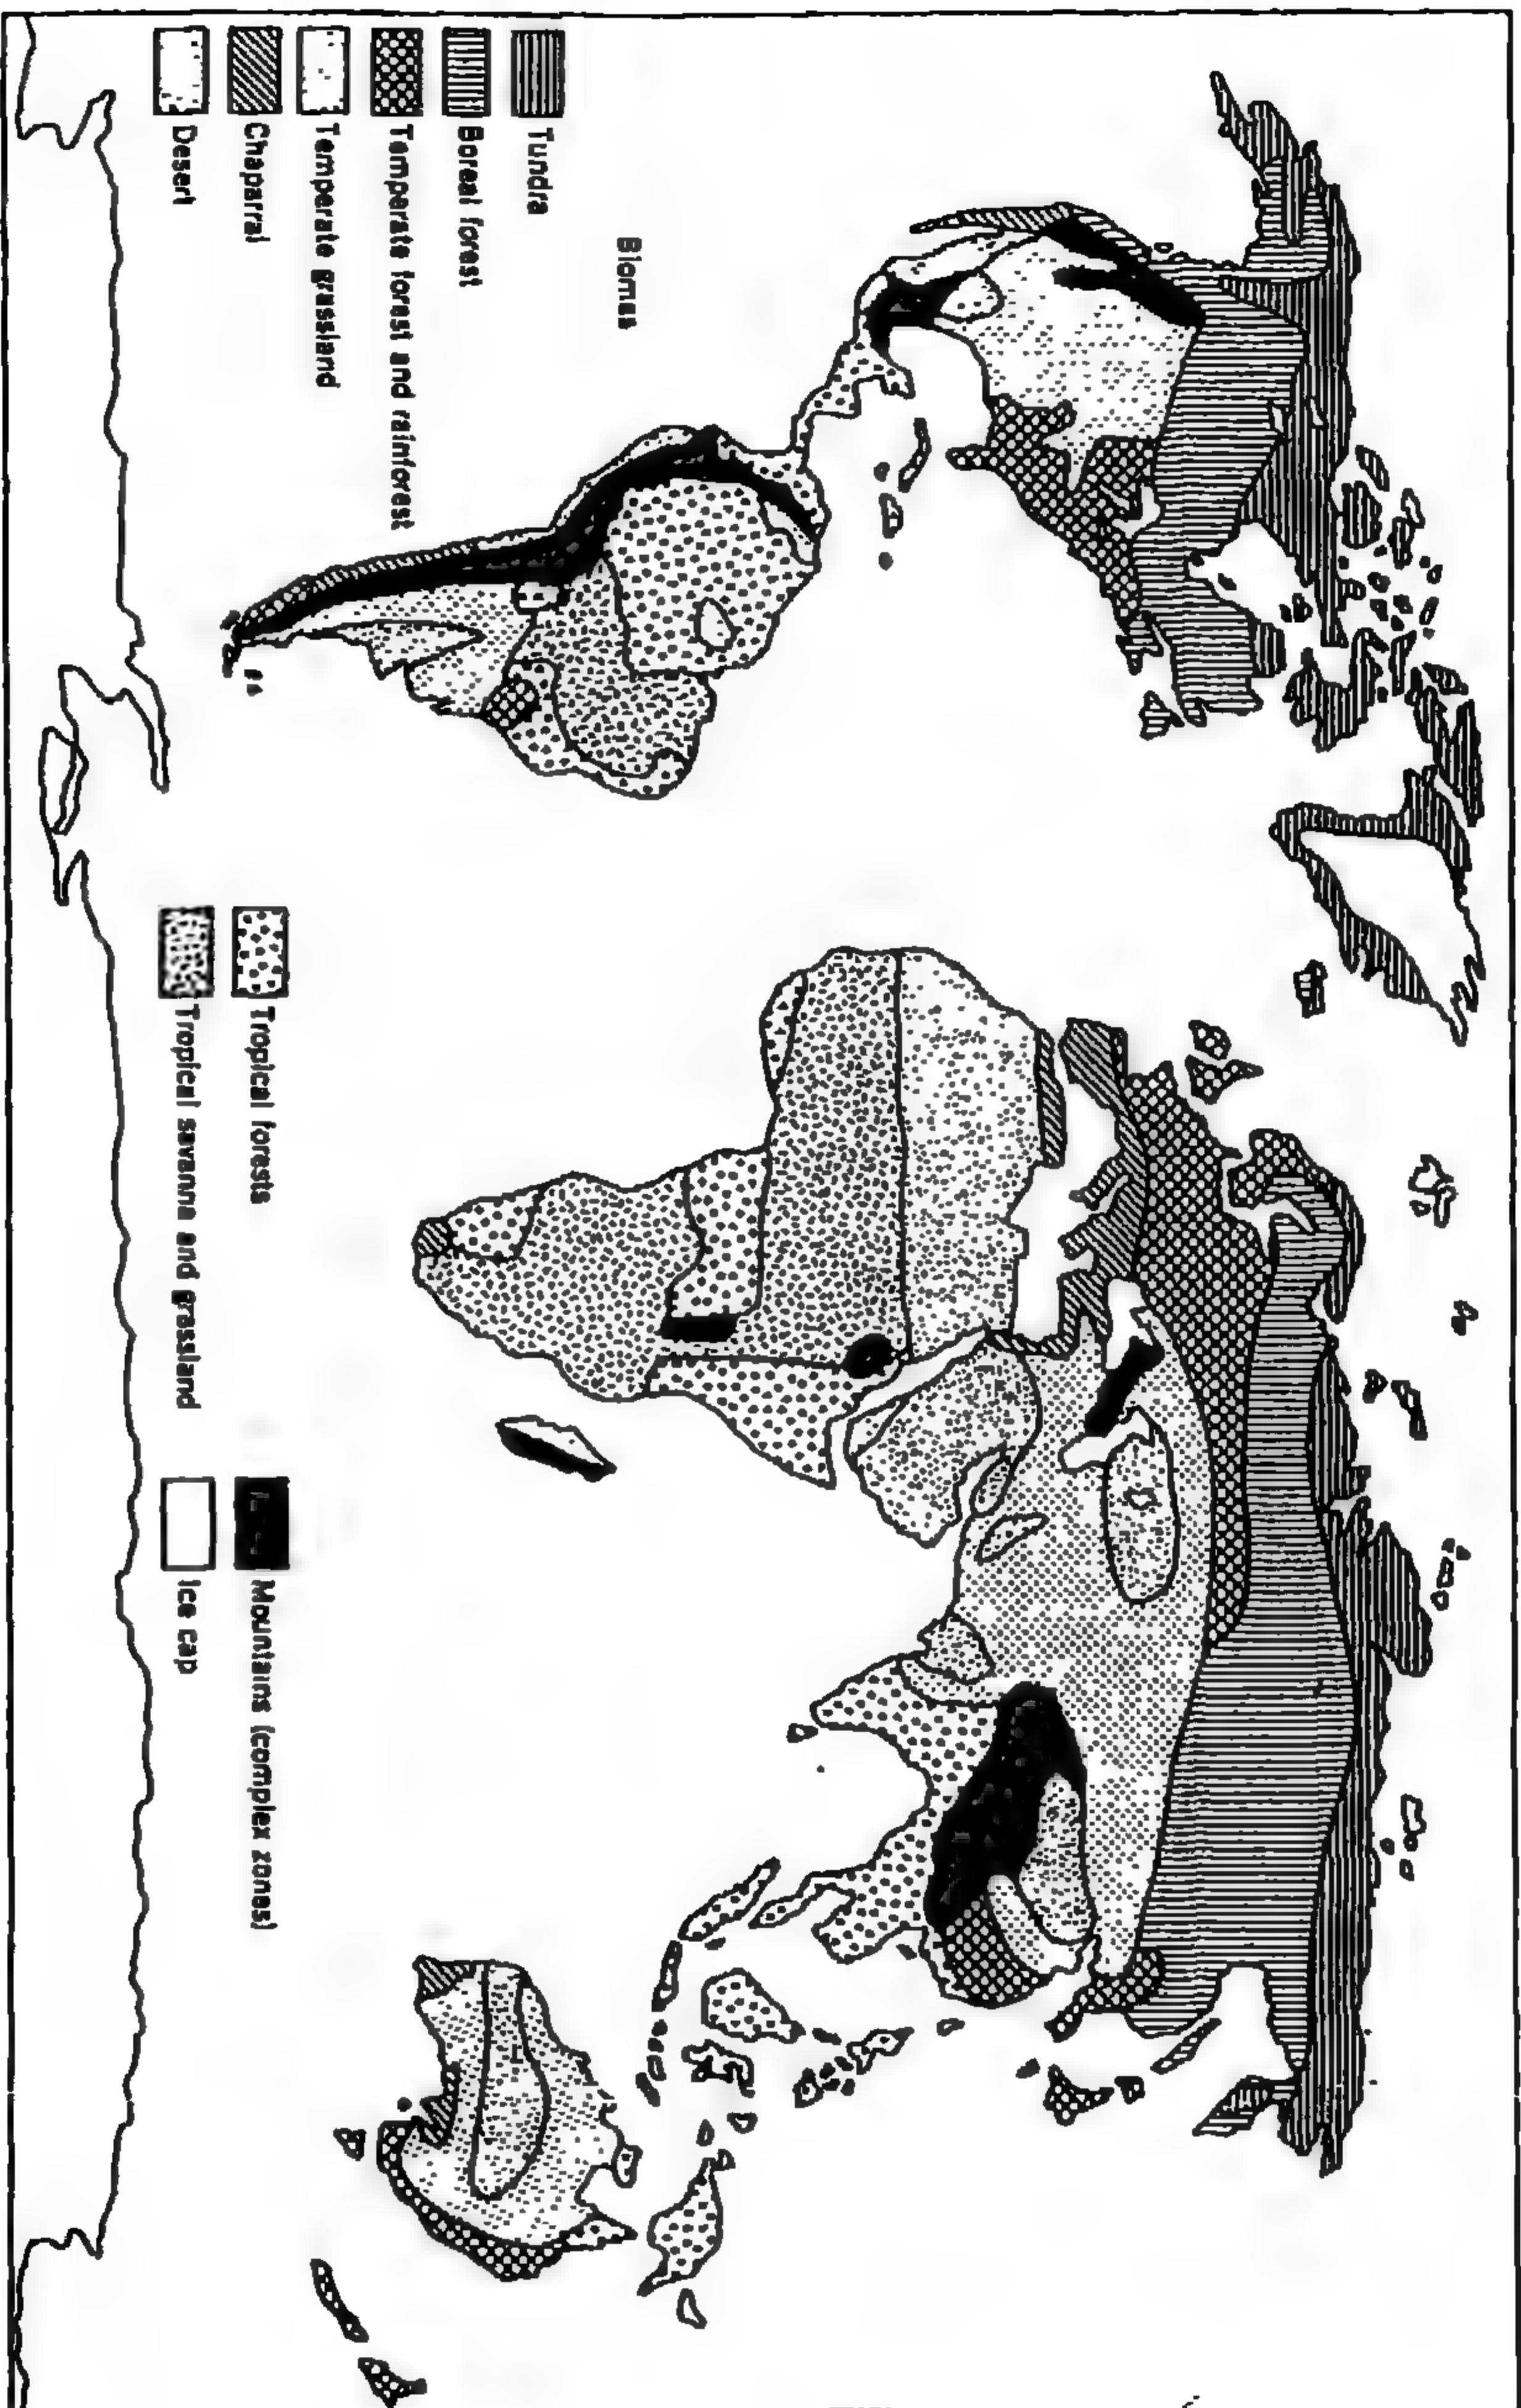 Biomes
Tundra
Boreal forest
Temperate forest and rainforest
Temperate grassland
Chaparral
Desert
Tropical forests
Tropical savanna and grassland
Mountains (complex zones)
Ice cap